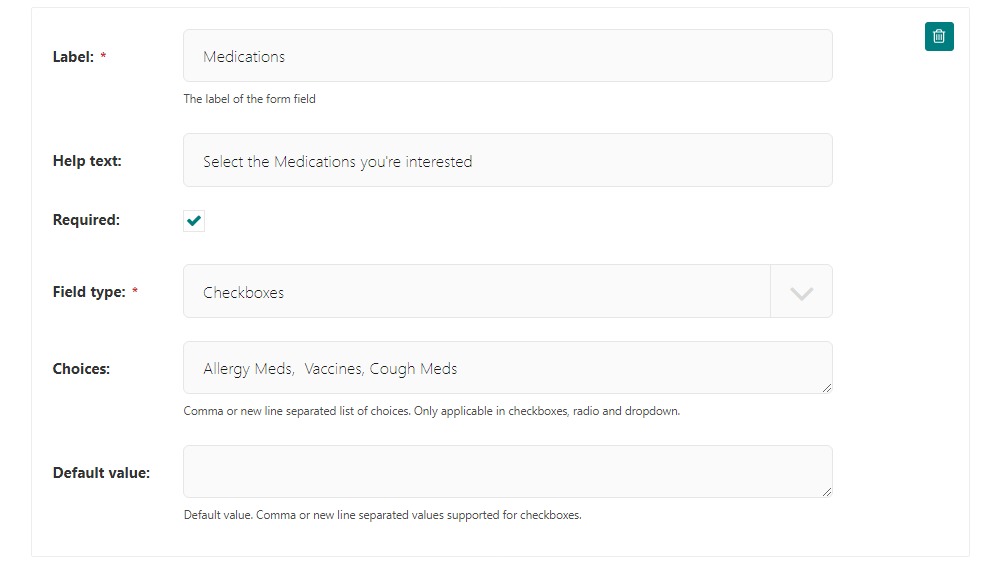 Label: * Medications
The label of the form field
Help text: Select the Medications you're interested
Required:
Field type: * Checkboxes
Choices: Allergy Meds,  Vaccines, Cough Meds
Comma or new line separated list of choices. Only applicable in checkboxes, radio and dropdown.
Default value:
Default value. Comma or new line separated values supported for checkboxes.